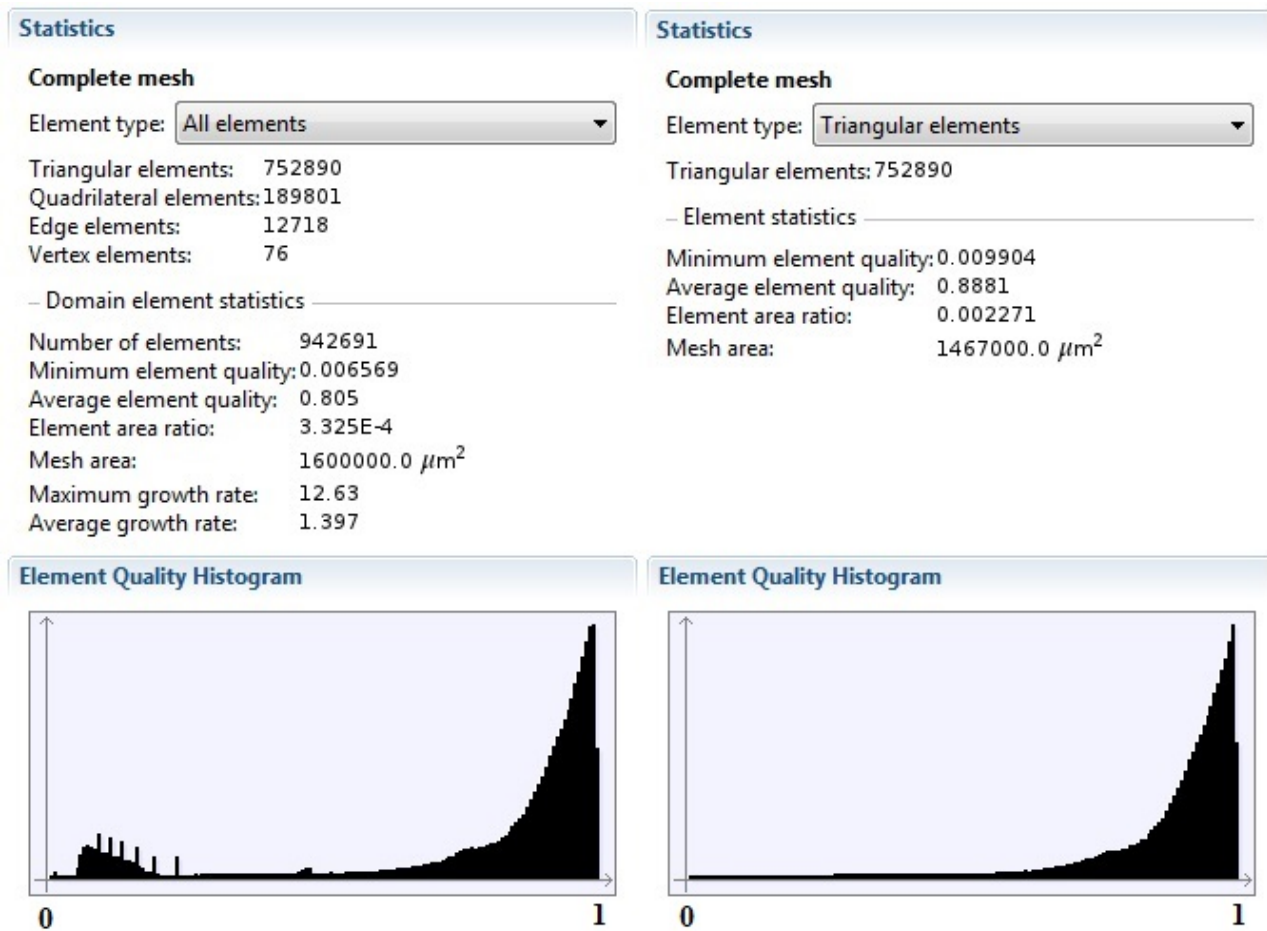 Statistics
Complete mesh
Element type: All elements
Triangular elements: 752890
Quadrilateral elements: 189801
Edge elements: 12718
Vertex elements: 76
Domain element statistics
Number of elements: 942691
Minimum element quality: 0.006569
Average element quality: 0.805
Element area ratio: 3.325E-4
Mesh area: 1600000.0 μm²
Maximum growth rate: 12.63
Average growth rate: 1.397
Element Quality Histogram
0 1
Statistics
Complete mesh
Element type: Triangular elements
Triangular elements: 752890
Element statistics
Minimum element quality: 0.009904
Average element quality: 0.8881
Element area ratio: 0.002271
Mesh area: 1467000.0 μm²
Element Quality Histogram
0 1